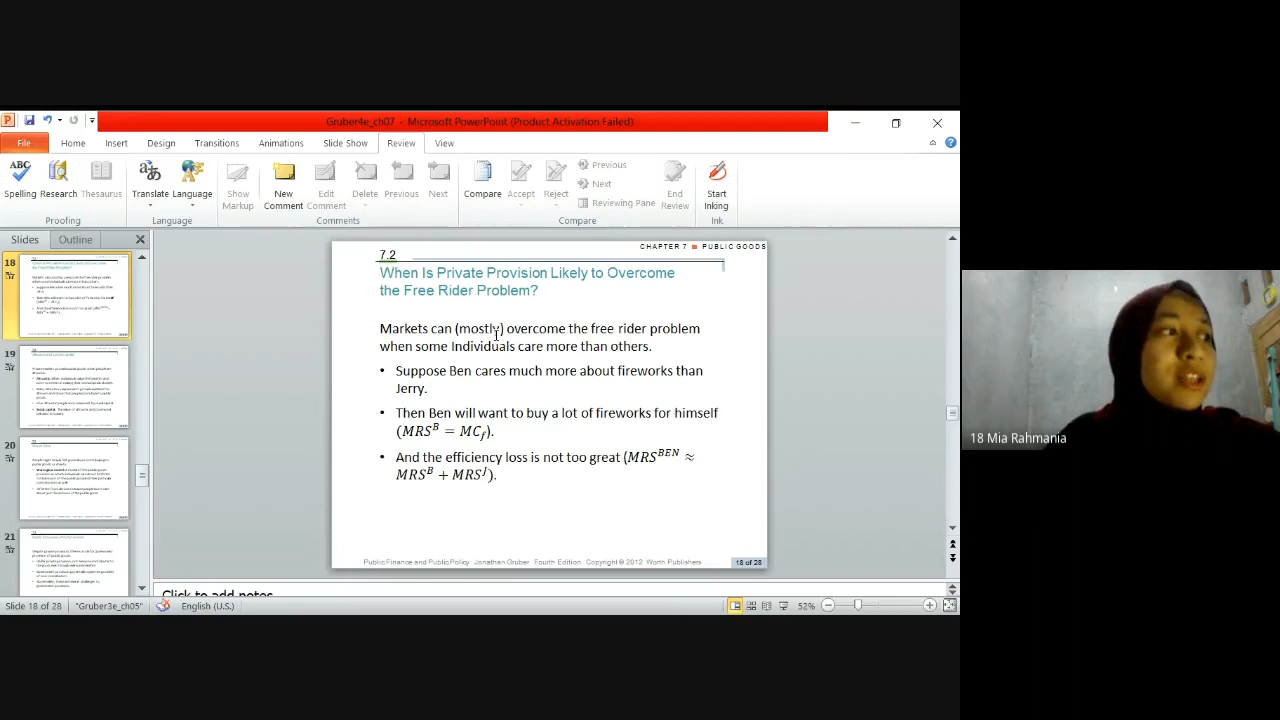 Gruber4e_ch07 - Microsoft PowerPoint (Product Activation Failed)
File Home Insert Design Transitions Animations Slide Show Review View
Spelling Research Thesaurus
Translate Language
Show Markup
New Comment
Edit Comment
Delete Previous Next
Compare Accept Reject
Previous
Next
Reviewing Pane
End Review
Start Inking
Proofing Language Comments Compare Ink
Slides Outline
18
19
20
21
CHAPTER 7 ■ PUBLIC GOODS
7.2
When Is Private Provision Likely to Overcome
the Free Rider Problem?
Markets can (mostly) overcome the free rider problem
when some Individuals care more than others.
• Suppose Ben cares much more about fireworks than
Jerry.
• Then Ben will want to buy a lot of fireworks for himself
(MRS^B = MC_f).
• And the efficiency loss is not too great (MRS^BEN ≈
MRS^B +
Public Finance and Public Policy Jonathan Gruber Fourth Edition Copyright © 2012 Worth Publishers
18 of 28
Click to add notes
Slide 18 of 28 "Gruber3e_ch05" English (U.S.) 52%
18 Mia Rahmania